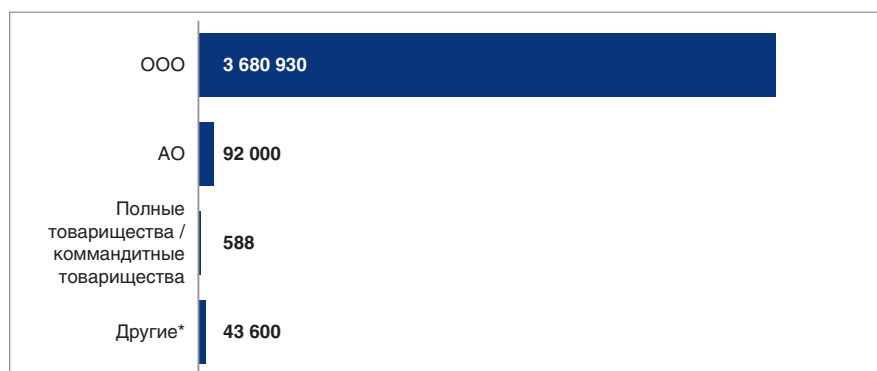 ООО
3 680 930
АО
92 000
Полные
товарищества /
коммандитные
товарищества
588
Другие*
43 600